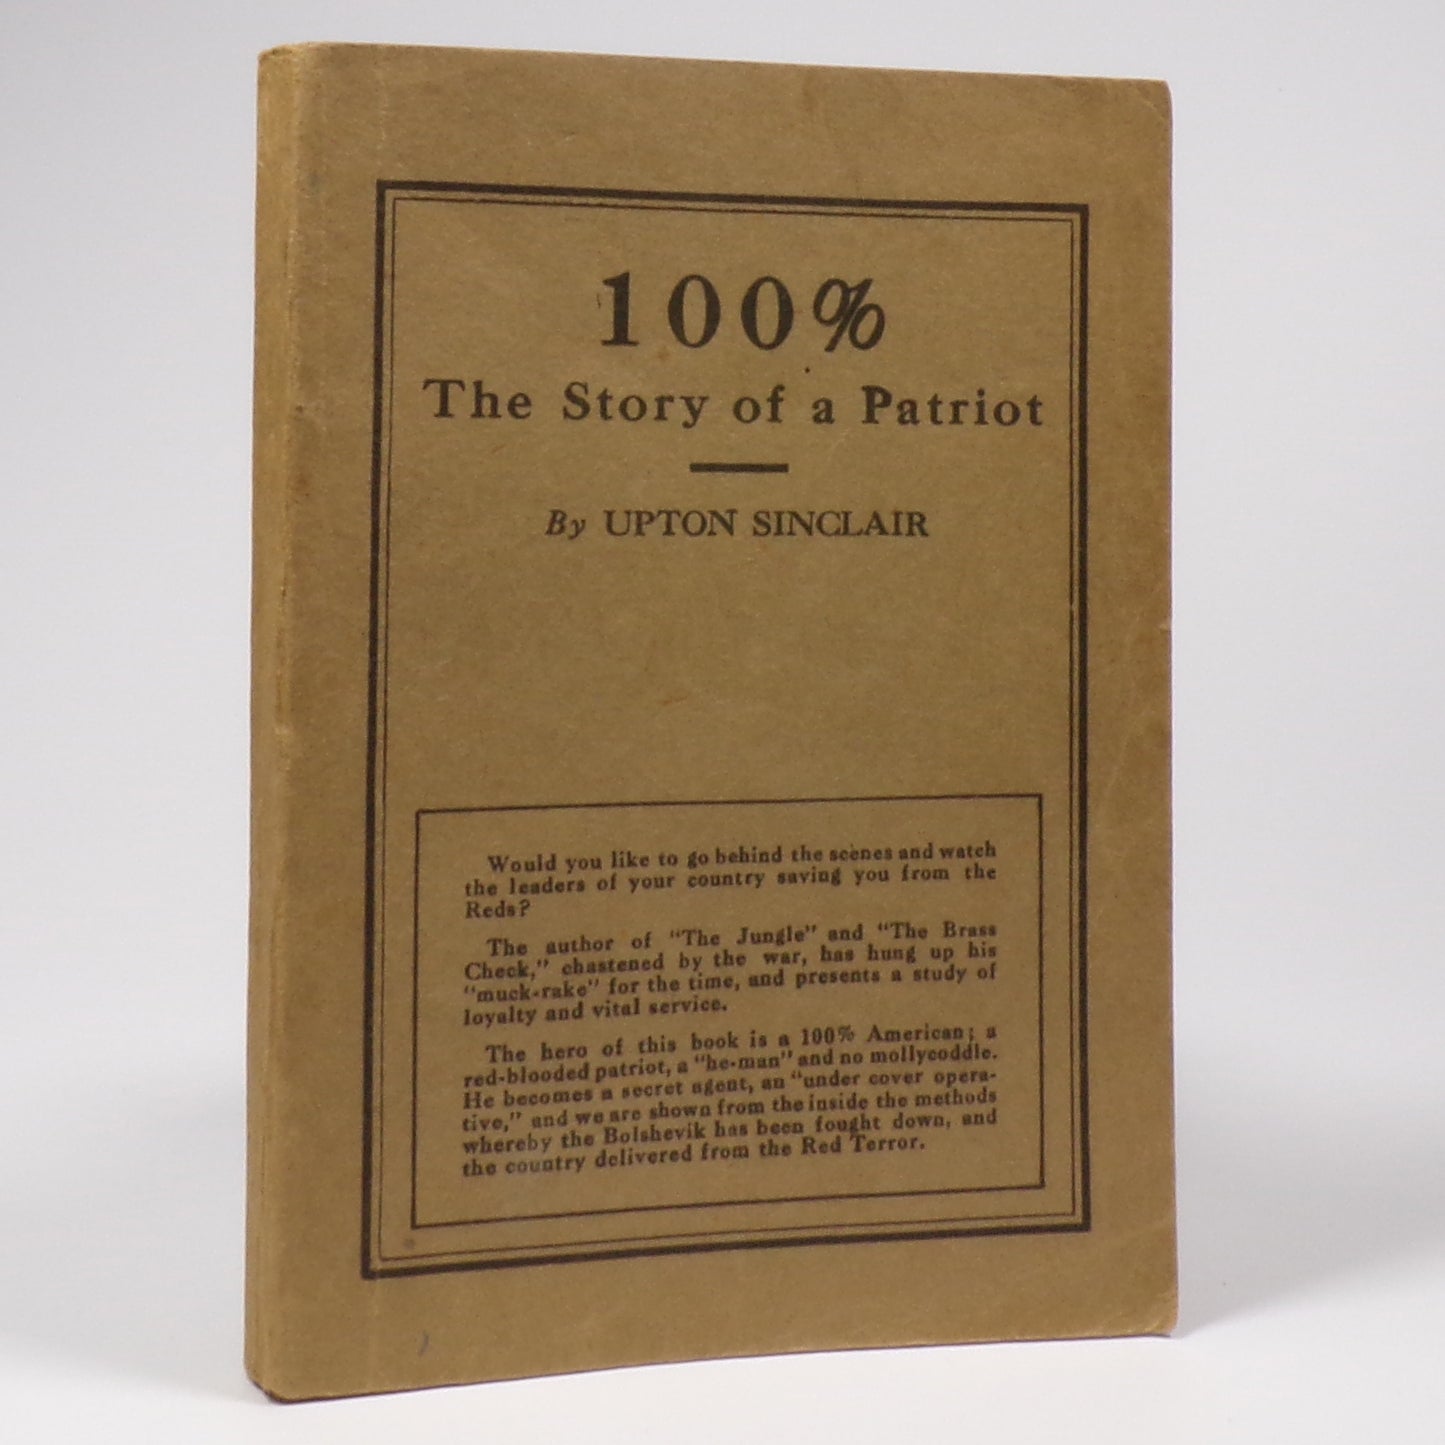 100%
The Story of a Patriot
By UPTON SINCLAIR
Would you like to go behind the scenes and watch
the leaders of your country saving you from the
Reds?
The author of "The Jungle" and "The Brass
Check," chastened by the war, has hung up his
"muck-rake" for the time, and presents a study of
loyalty and vital service.
The hero of this book is a 100% American; a
red-blooded patriot, a "he-man" and no mollycoddle.
He becomes a secret agent, an "under cover opera-
tive," and we are shown from the inside the methods
whereby the Bolshevik has been fought down, and
the country delivered from the Red Terror.